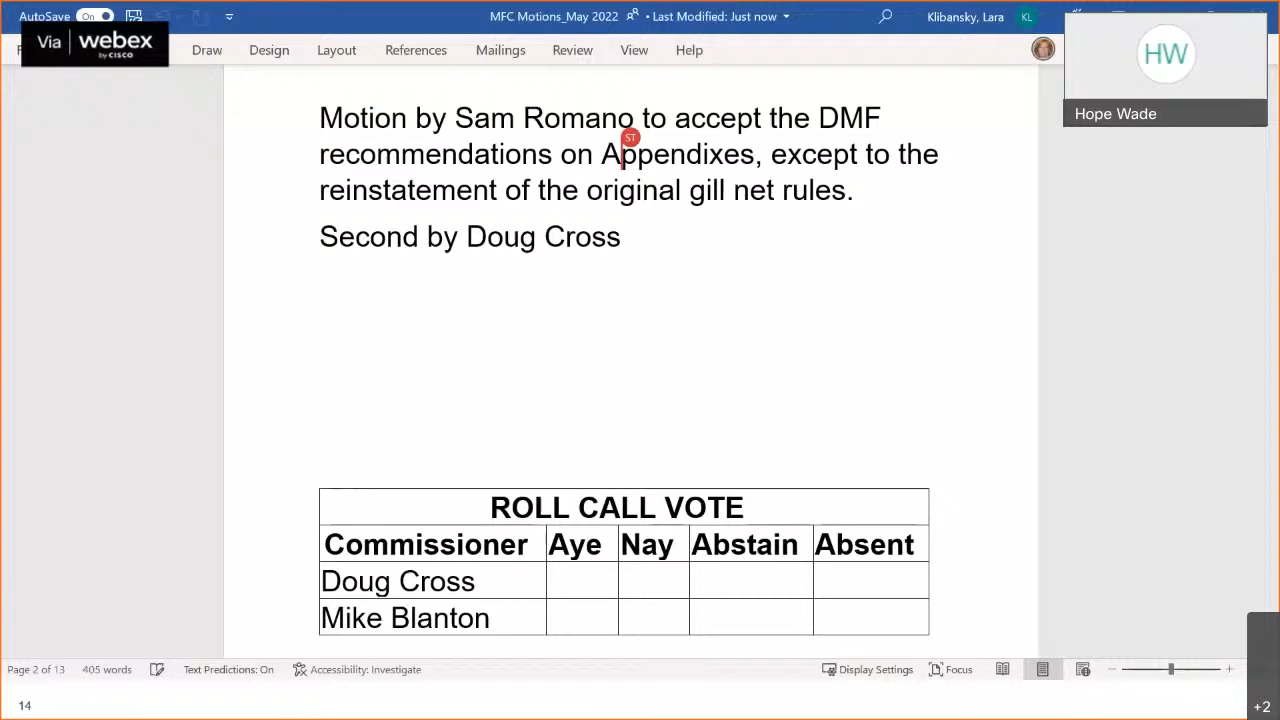 AutoSave On MFC Motions_May 2022 • Last Modified: Just now Klibansky, Lara KL
Via webex by CISCO
Draw Design Layout References Mailings Review View Help
HW
Hope Wade
Motion by Sam Romano to accept the DMF
ST
recommendations on Appendixes, except to the
reinstatement of the original gill net rules.
Second by Doug Cross
ROLL CALL VOTE
Commissioner Aye Nay Abstain Absent
Doug Cross
Mike Blanton
Page 2 of 13 405 words Text Predictions: On Accessibility: Investigate Display Settings Focus
14
+2